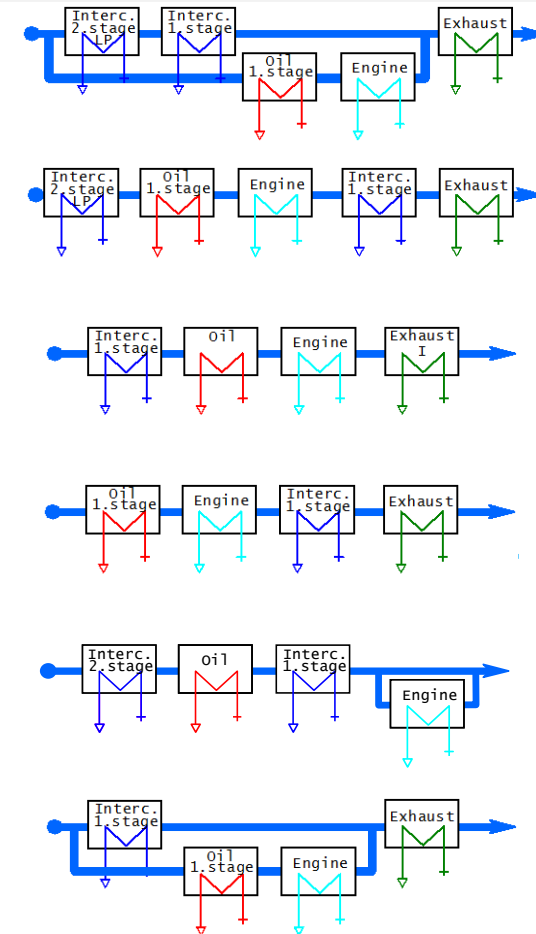 Interc.
2.stage
LP
Interc.
1.stage
Exhaust
Oil
1.stage
Engine
Interc.
2.stage
LP
Oil
1.stage
Engine
Interc.
1.stage
Exhaust
Interc.
1.stage
Oil
Engine
Exhaust
I
Oil
1.stage
Engine
Interc.
1.stage
Exhaust
Interc.
2.stage
Oil
Interc.
1.stage
Engine
Interc.
1.stage
Exhaust
Oil
1.stage
Engine